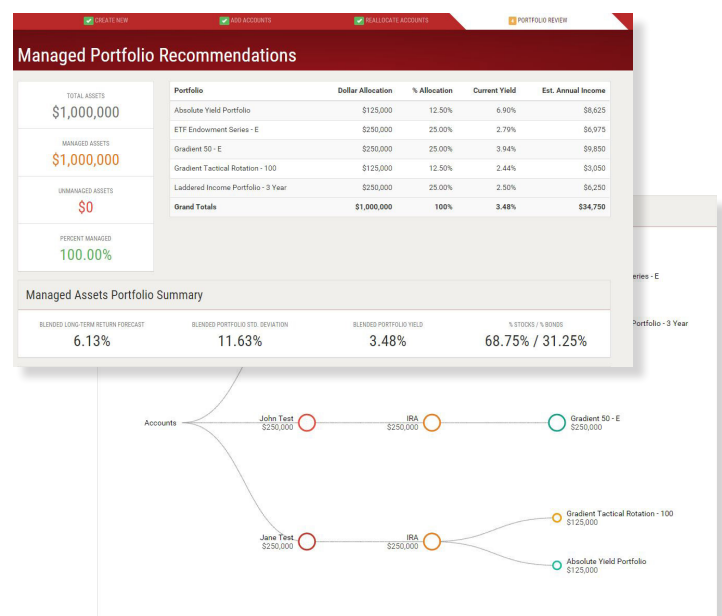 CREATE NEW
ADD ACCOUNTS
REALLOCATE ACCOUNTS
4 PORTFOLIO REVIEW
Managed Portfolio Recommendations
TOTAL ASSETS
$1,000,000
MANAGED ASSETS
$1,000,000
UNMANAGED ASSETS
$0
PERCENT MANAGED
100.00%
Portfolio Dollar Allocation % Allocation Current Yield Est. Annual Income
Absolute Yield Portfolio $125,000 12.50% 6.90% $8,625
ETF Endowment Series - E $250,000 25.00% 2.79% $6,975
Gradient 50 - E $250,000 25.00% 3.94% $9,850
Gradient Tactical Rotation - 100 $125,000 12.50% 2.44% $3,050
Laddered Income Portfolio - 3 Year $250,000 25.00% 2.50% $6,250
Grand Totals $1,000,000 100% 3.48% $34,750
Managed Assets Portfolio Summary
BLENDED LONG-TERM RETURN FORECAST
6.13%
BLENDED PORTFOLIO STD. DEVIATION
11.63%
BLENDED PORTFOLIO YIELD
3.48%
% STOCKS / % BONDS
68.75% / 31.25%
eries - E
Portfolio - 3 Year
Accounts
John Test
$250,000
IRA
$250,000
Gradient 50 - E
$250,000
Jane Test
$250,000
IRA
$250,000
Gradient Tactical Rotation - 100
$125,000
Absolute Yield Portfolio
$125,000